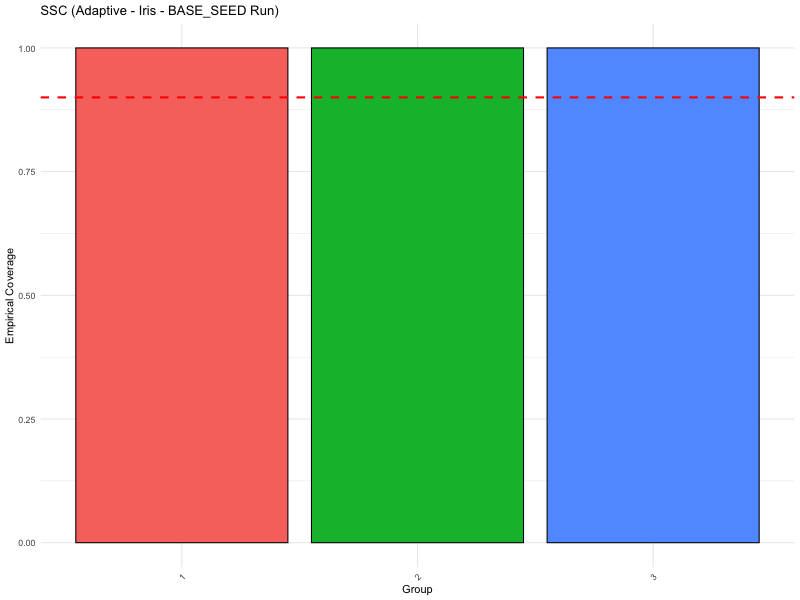 SSC (Adaptive - Iris - BASE_SEED Run)
1.00
0.75
0.50
0.25
0.00
Empirical Coverage
1
2
3
Group